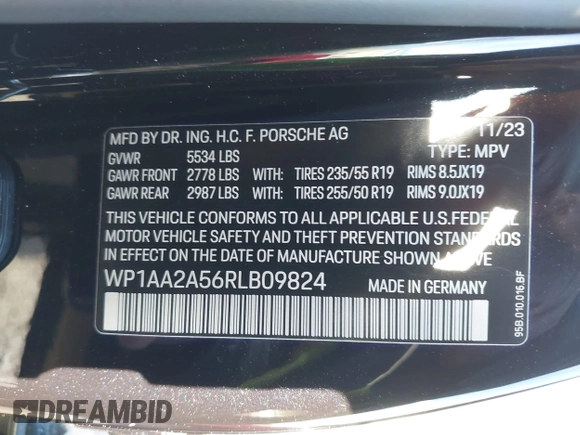 MFD BY DR. ING. H.C. F. PORSCHE AG 11/23
GVWR 5534 LBS TYPE: MPV
GAWR FRONT 2778 LBS WITH: TIRES 235/55 R19 RIMS 8.5JX19
GAWR REAR 2987 LBS WITH: TIRES 255/50 R19 RIMS 9.0JX19
THIS VEHICLE CONFORMS TO ALL APPLICABLE U.S. FEDERAL
MOTOR VEHICLE SAFETY AND THEFT PREVENTION STANDARDS
IN EFFECT ON THE DATE OF MANUFACTURE SHOWN ABOVE
WP1AA2A56RLB09824 MADE IN GERMANY
95B.010.016.BF
DREAMBID